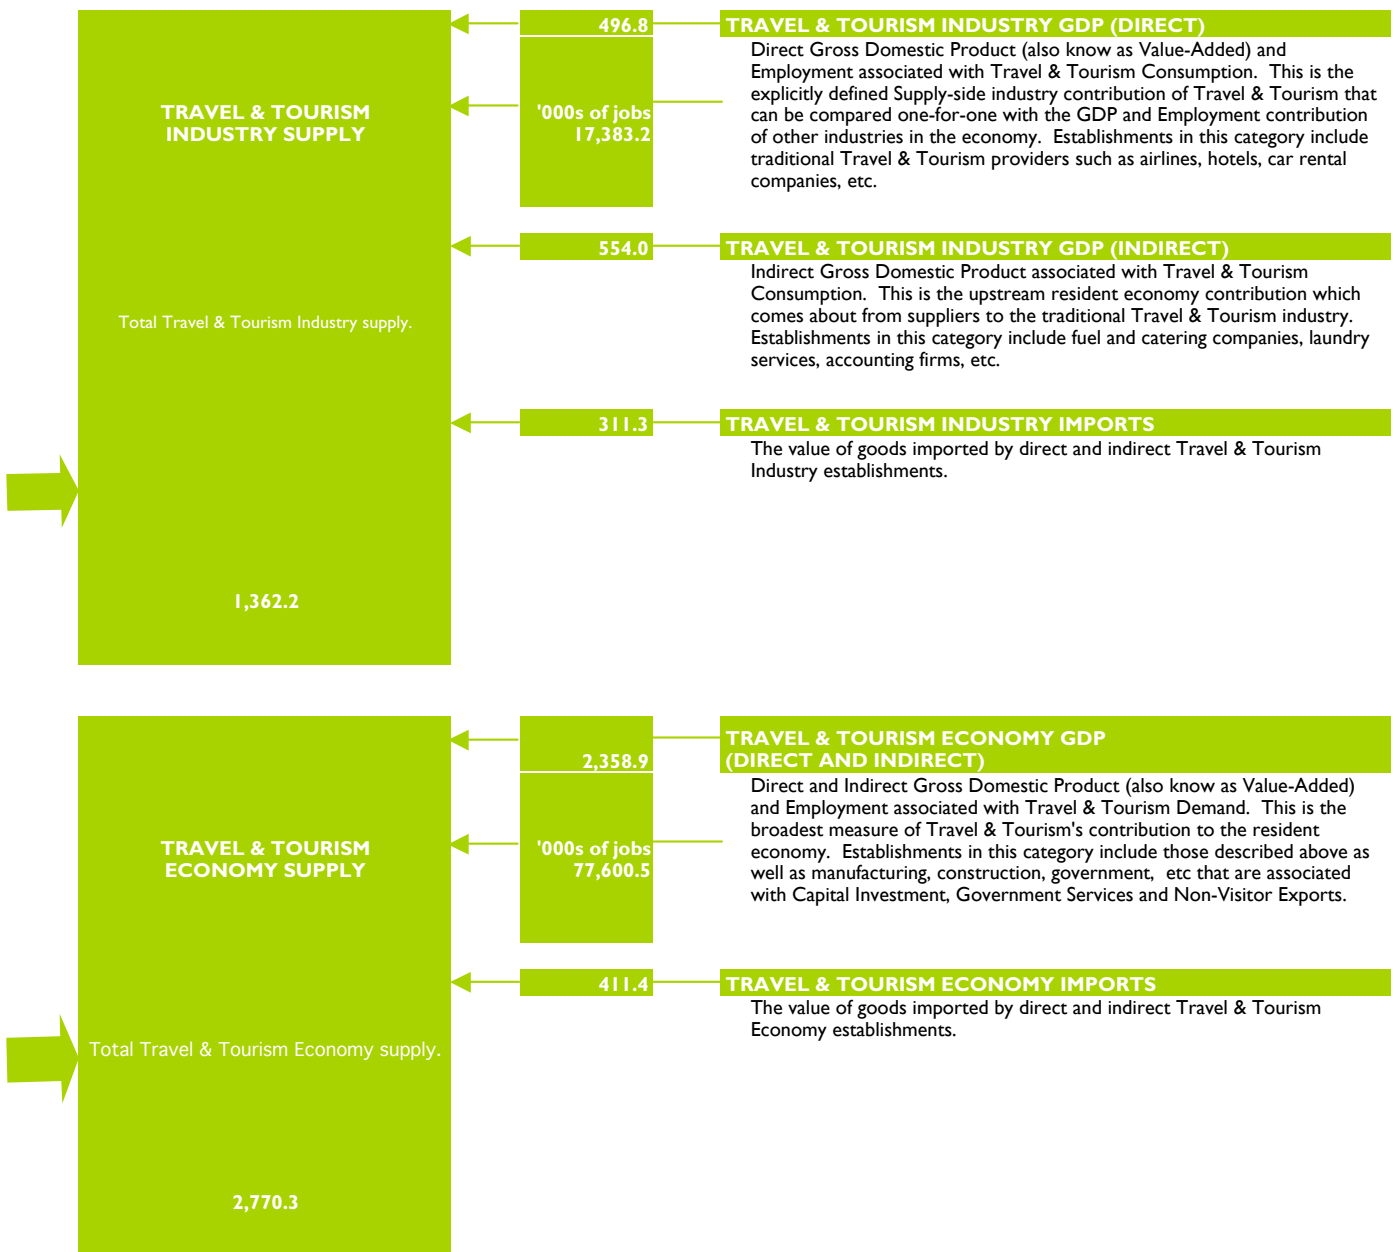 496.8
TRAVEL & TOURISM INDUSTRY GDP (DIRECT)
Direct Gross Domestic Product (also know as Value-Added) and
Employment associated with Travel & Tourism Consumption.  This is the
explicitly defined Supply-side industry contribution of Travel & Tourism that
can be compared one-for-one with the GDP and Employment contribution
of other industries in the economy.  Establishments in this category include
traditional Travel & Tourism providers such as airlines, hotels, car rental
companies, etc.
TRAVEL & TOURISM
INDUSTRY SUPPLY
'000s of jobs
17,383.2
554.0
TRAVEL & TOURISM INDUSTRY GDP (INDIRECT)
Indirect Gross Domestic Product associated with Travel & Tourism
Consumption.  This is the upstream resident economy contribution which
comes about from suppliers to the traditional Travel & Tourism industry.
Establishments in this category include fuel and catering companies, laundry
services, accounting firms, etc.
Total Travel & Tourism Industry supply.
311.3
TRAVEL & TOURISM INDUSTRY IMPORTS
The value of goods imported by direct and indirect Travel & Tourism
Industry establishments.
1,362.2
2,358.9
TRAVEL & TOURISM ECONOMY GDP
(DIRECT AND INDIRECT)
Direct and Indirect Gross Domestic Product (also know as Value-Added)
and Employment associated with Travel & Tourism Demand.  This is the
broadest measure of Travel & Tourism's contribution to the resident
economy.  Establishments in this category include those described above as
well as manufacturing, construction, government,  etc that are associated
with Capital Investment, Government Services and Non-Visitor Exports.
TRAVEL & TOURISM
ECONOMY SUPPLY
'000s of jobs
77,600.5
411.4
TRAVEL & TOURISM ECONOMY IMPORTS
The value of goods imported by direct and indirect Travel & Tourism
Economy establishments.
Total Travel & Tourism Economy supply.
2,770.3